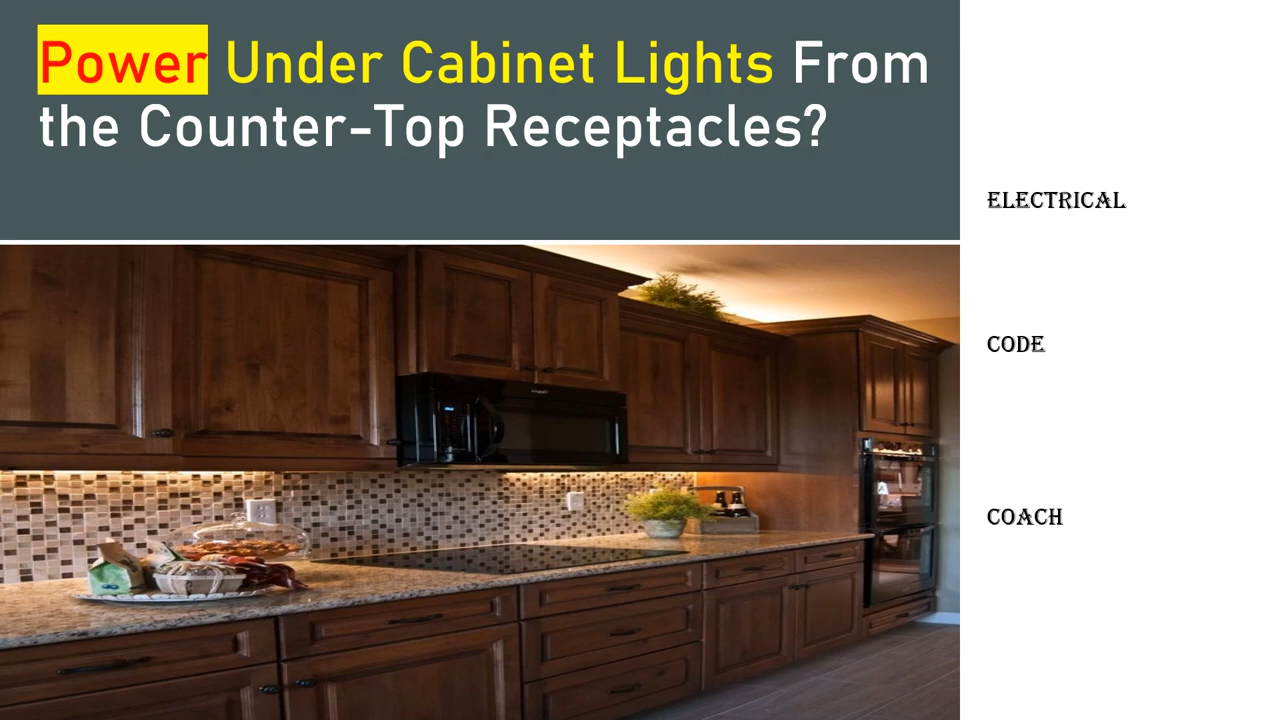 Power Under Cabinet Lights From
the Counter-Top Receptacles?
ELECTRICAL
CODE
COACH